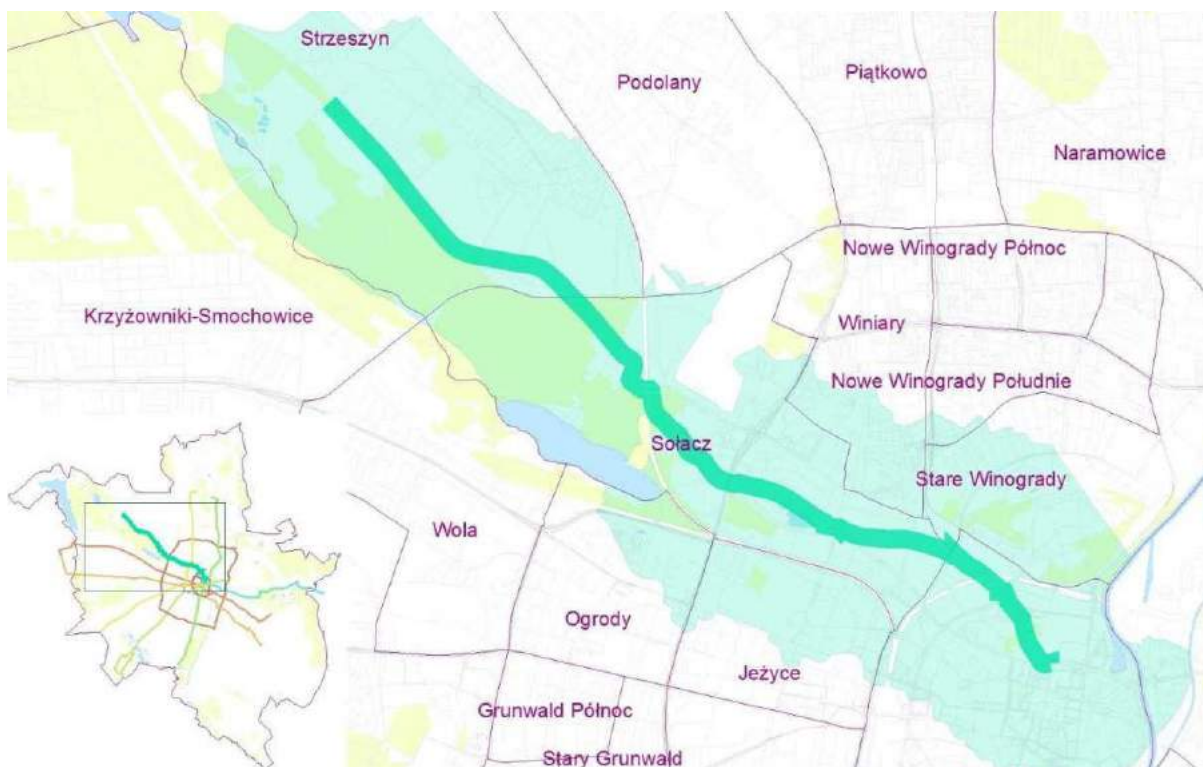 Strzeszyn
Podolany
Piątkowo
Naramowice
Nowe Winogrady Północ
Krzyżowniki-Smochowice
Winiary
Nowe Winogrady Południe
Sołacz
Stare Winogrady
Wola
Ogrody
Jeżyce
Grunwald Północ
Stary Grunwald